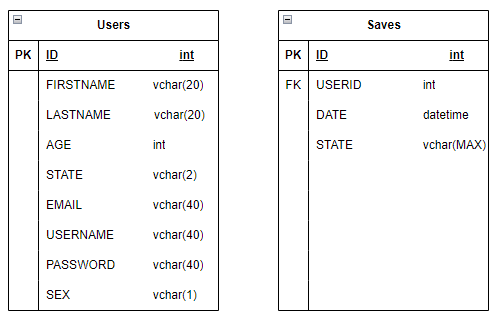 Users
PK ID int
FIRSTNAME vchar(20)
LASTNAME vchar(20)
AGE int
STATE vchar(2)
EMAIL vchar(40)
USERNAME vchar(40)
PASSWORD vchar(40)
SEX vchar(1)
Saves
PK ID int
FK USERID int
DATE datetime
STATE vchar(MAX)